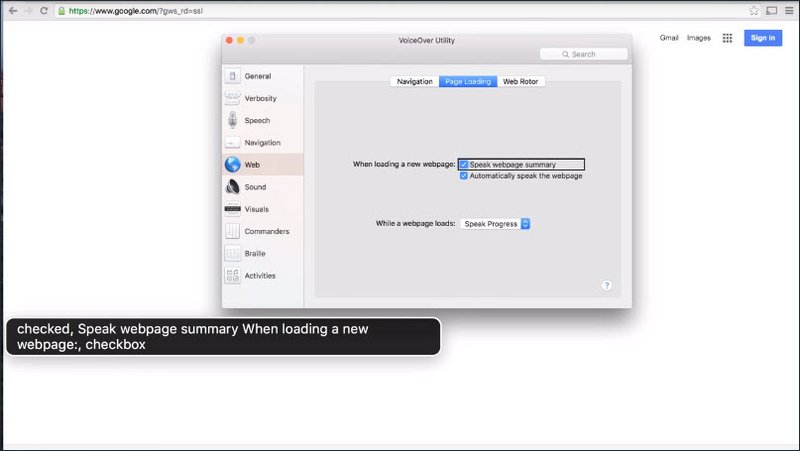 https://www.google.com/?gws_rd=ssl
Gmail Images Sign in
VoiceOver Utility
Search
General
Verbosity
Speech
Navigation
Web
Sound
Visuals
Commanders
Braille
Activities
Navigation Page Loading Web Rotor
When loading a new webpage: Speak webpage summary
Automatically speak the webpage
While a webpage loads: Speak Progress
?
checked, Speak webpage summary When loading a new
webpage:, checkbox